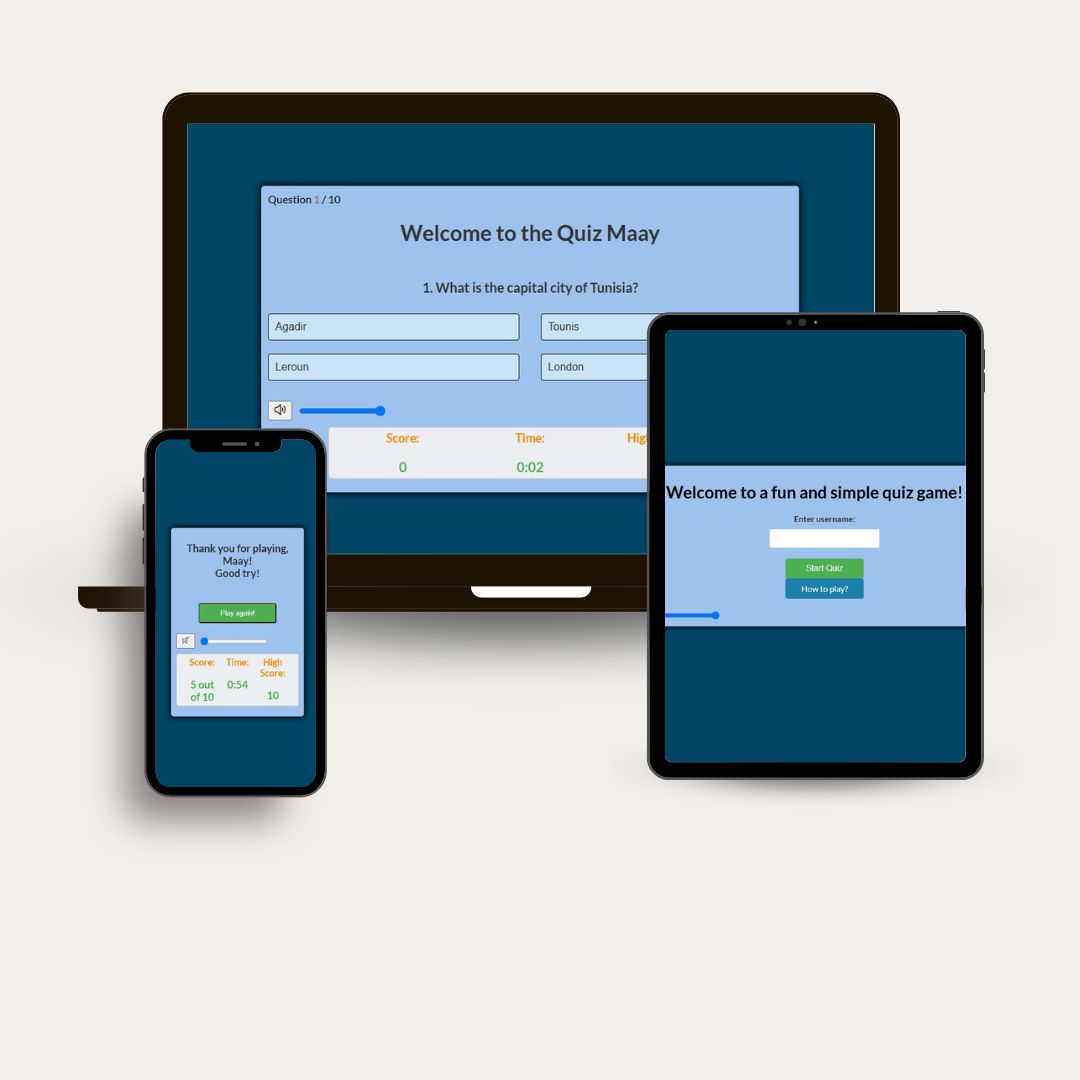 Question 1 / 10
Welcome to the Quiz Maay
1. What is the capital city of Tunisia?
Agadir
Tounis
Leroun
London
Score:
Time:
0
0:02
Welcome to a fun and simple quiz game!
Enter username:
Start Quiz
How to play?
Thank you for playing,
Maay!
Good try!
Play again!
Score:
Time:
High
Score:
5 out
of 10
0:54
10